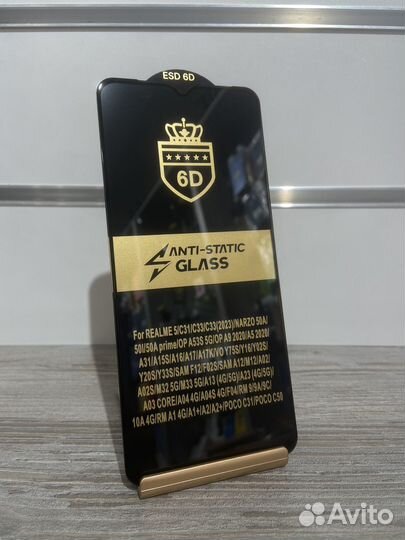 ESD 6D
6D
ANTI-STATIC
GLASS
For REALME 5/C31/C33/C33(2023)/NARZO 50A/
50I/50A prime/OP A53S 5G/OP A9 2020/A5 2020/
A31/A15S/A16/A17/A17K/VO Y75S/Y16/Y02S/
Y20S/Y33S/SAM F12/F02S/SAM A12/M12/A02/
A02S/M32 5G/M33 5G/A13 (4G/5G)/A33 (4G/5G)/
A03 CORE/A04 4G/A04S 4G/F04/RM 9/9A/9C/
10A 4G/RM A1 4G/A1+/A2/A2+/POCO C31/POCO C50
Avito